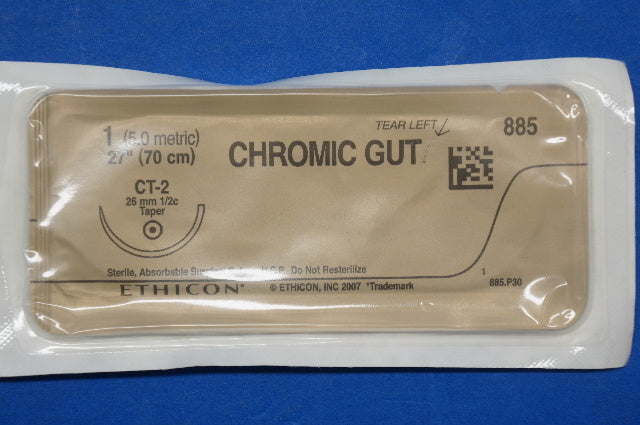 TEAR LEFT
885
1 (5.0 metric)
27" (70 cm)
CHROMIC GUT
CT-2
26 mm 1/2c
Taper
Sterile, Absorbable U.S.P. Do Not Resterilize
1
885.P30
ETHICON* © ETHICON, INC 2007 *Trademark